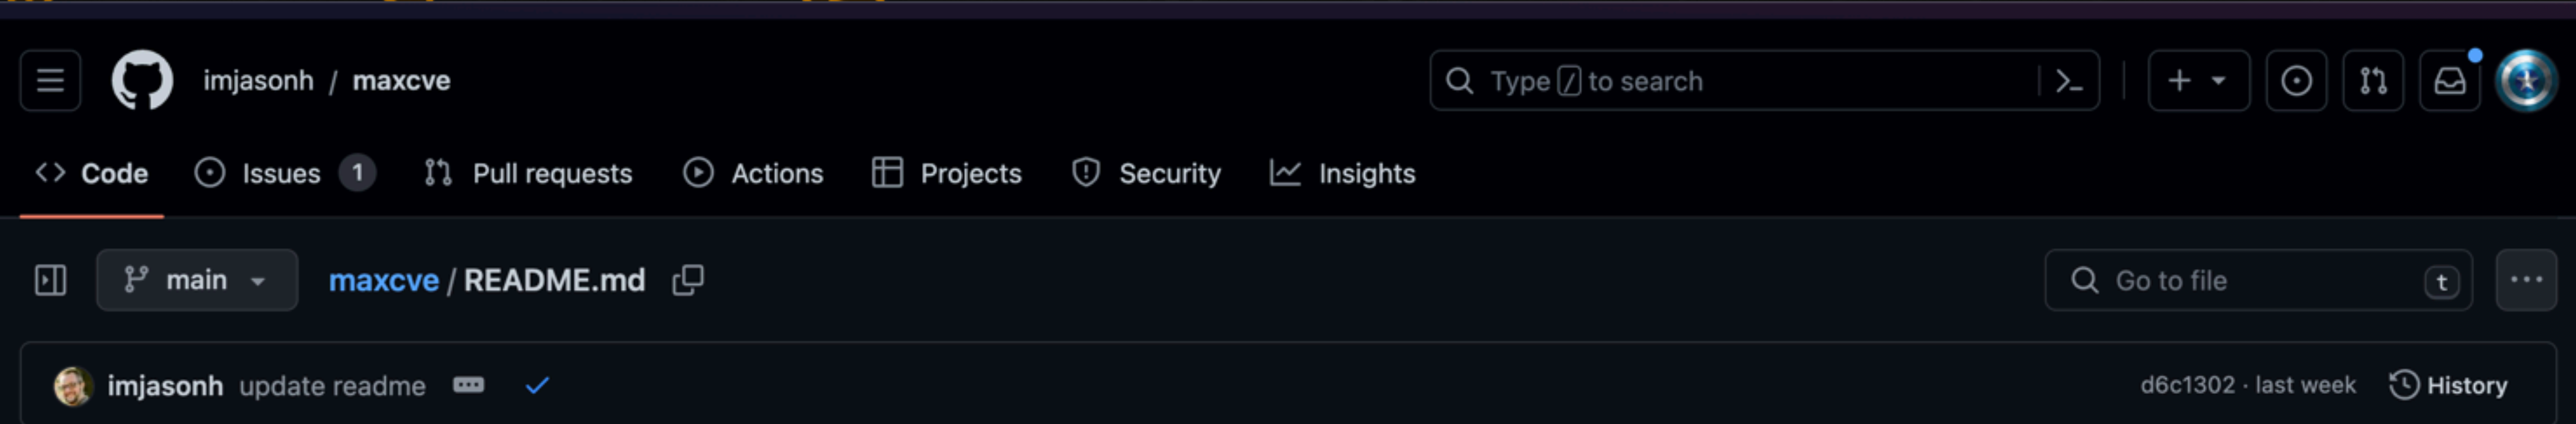 imjasonh / maxcve Type / to search
Code Issues 1 Pull requests Actions Projects Security Insights
main maxcve / README.md Go to file t
imjasonh update readme d6c1302 · last week History